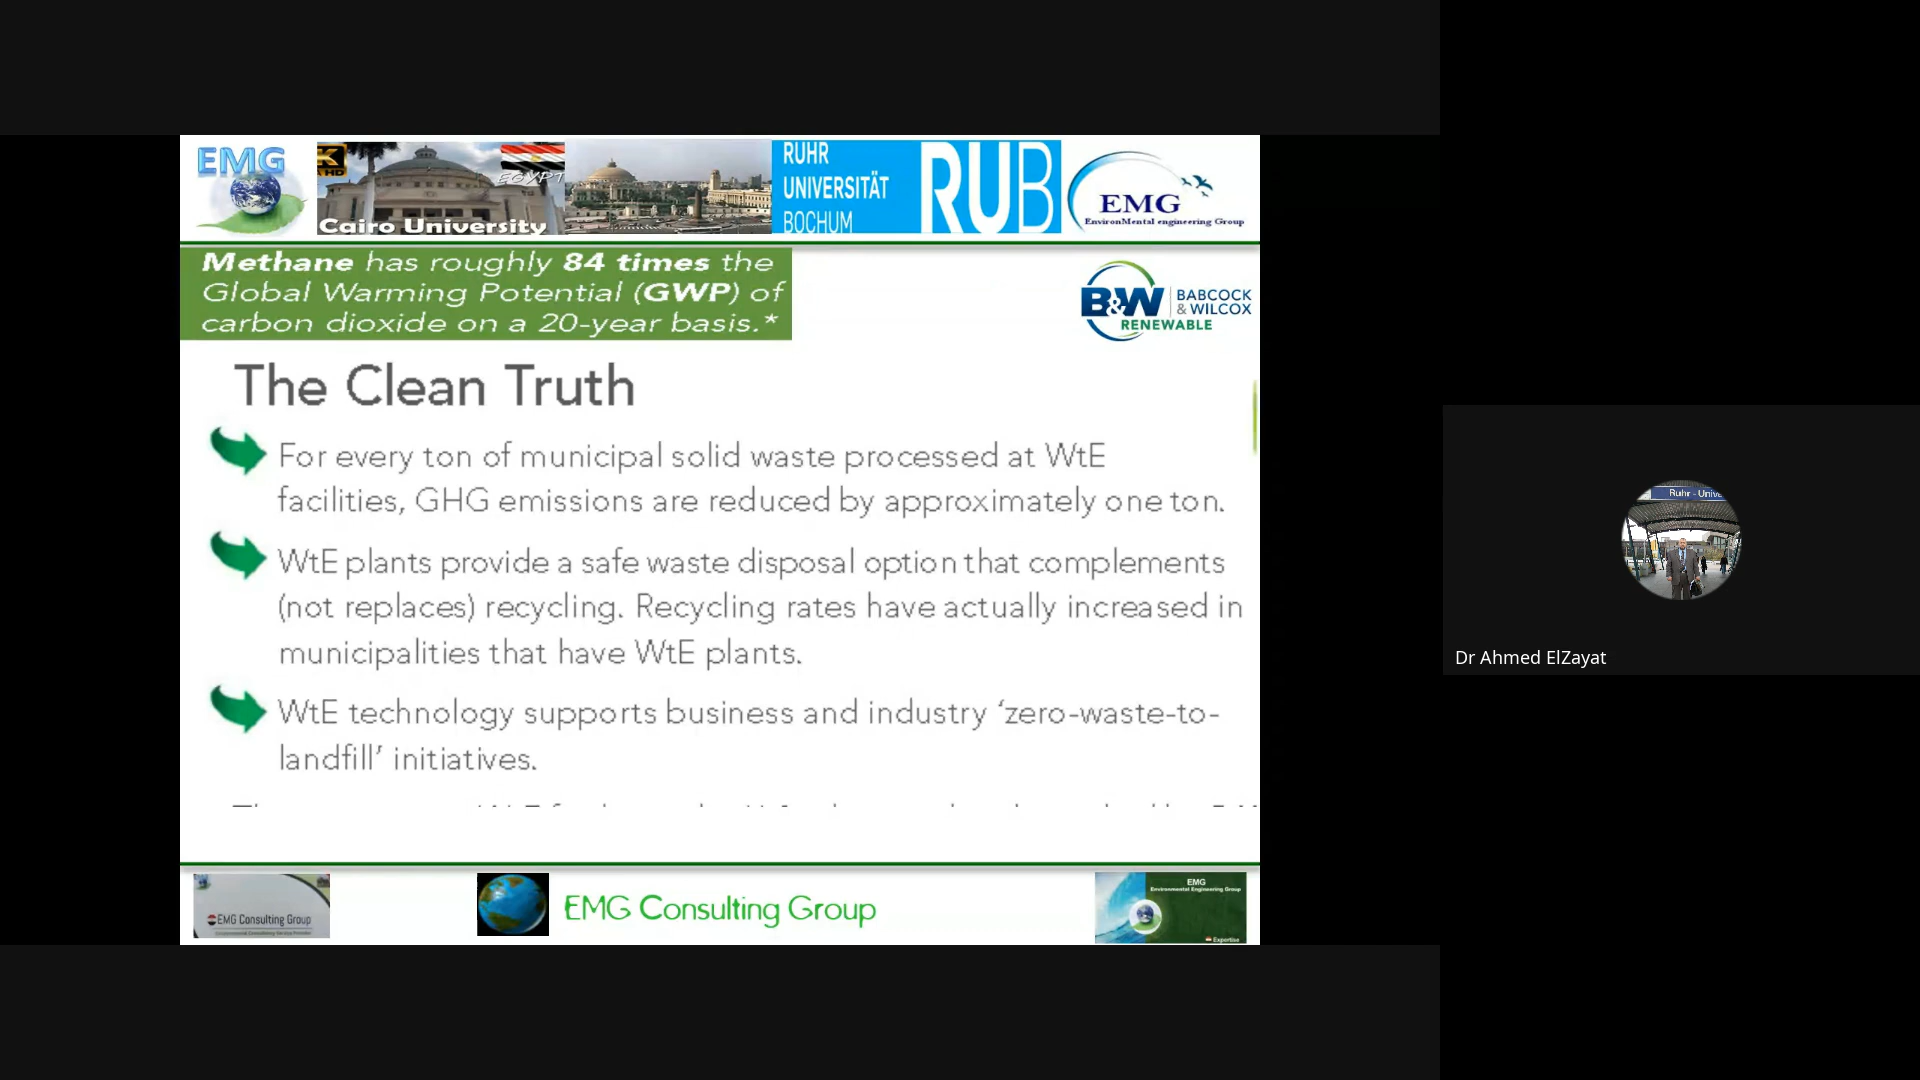 EMG
K
HD
EGYPT
Cairo University
RUHR
UNIVERSITÄT
BOCHUM
RUB
EMG
EnvironMental engineering Group
Methane has roughly 84 times the
Global Warming Potential (GWP) of
carbon dioxide on a 20-year basis.*
B&W
BABCOCK
& WILCOX
RENEWABLE
The Clean Truth
For every ton of municipal solid waste processed at WtE
facilities, GHG emissions are reduced by approximately one ton.
WtE plants provide a safe waste disposal option that complements
(not replaces) recycling. Recycling rates have actually increased in
municipalities that have WtE plants.
WtE technology supports business and industry ‘zero-waste-to-
landfill’ initiatives.
EMG Consulting Group
EMG Consulting Group
EMG
Environmental Engineering Group
Expertise
Ruhr - Unive
Dr Ahmed ElZayat